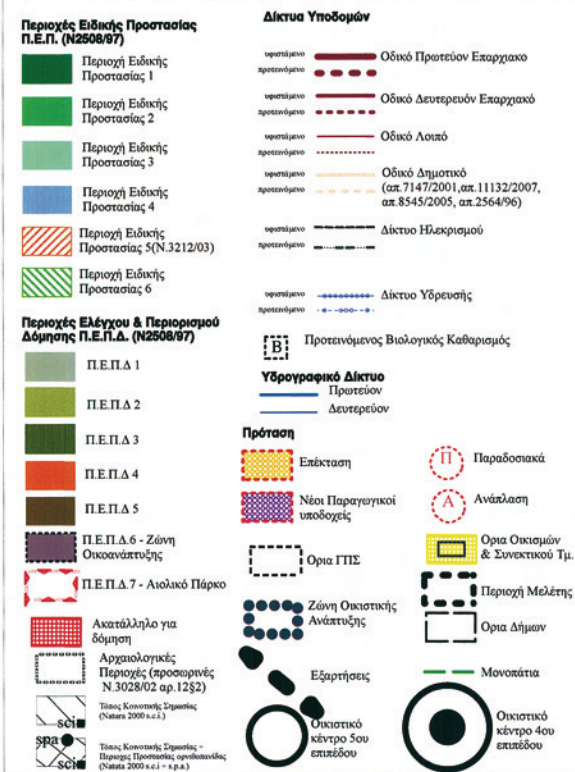 Περιοχές Ειδικής Προστασίας
Π.Ε.Π. (Ν2508/97)
Περιοχή Ειδικής
Προστασίας 1
Περιοχή Ειδικής
Προστασίας 2
Περιοχή Ειδικής
Προστασίας 3
Περιοχή Ειδικής
Προστασίας 4
Περιοχή Ειδικής
Προστασίας 5(Ν.3212/03)
Περιοχή Ειδικής
Προστασίας 6
Περιοχές Ελέγχου & Περιορισμού
Δόμησης Π.Ε.Π.Δ. (Ν2508/97)
Π.Ε.Π.Δ 1
Π.Ε.Π.Δ 2
Π.Ε.Π.Δ 3
Π.Ε.Π.Δ 4
Π.Ε.Π.Δ 5
Π.Ε.Π.Δ.6 - Ζώνη
Οικοανάπτυξης
Π.Ε.Π.Δ.7 - Αιολικό Πάρκο
Ακατάλληλο για
δόμηση
Αρχαιολογικές
Περιοχές (προσωρινές
Ν.3028/02 αρ.12§2)
Τόπος Κοινοτικής Σημασίας
(Natura 2000 s.c.i.)
sci
spa
Τόπος Κοινοτικής Σημασίας -
Περιοχες Προστασίας ορνιθοπανίδας
(Natuta 2000 s.c.i - s.p.a.)
sci
Δίκτυα Υποδομών
υφιστάμενο
Οδικό Πρωτεύον Επαρχιακο
προτεινόμενο
υφιστάμενο
Οδικό Δευτερευόν Επαρχιακό
προτεινόμενο
υφιστάμενο
Οδικό Λοιπό
προτεινόμενο
υφιστάμενο
Οδικό Δημοτικό
προτεινόμενο
(απ.7147/2001,απ.11132/2007,
απ.8545/2005, απ.2564/96)
υφιστάμενο
Δίκτυο Ηλεκρισμού
προτεινόμενο
υφιστάμενο
Δίκτυο Υδρευσής
προτεινόμενο
Β
Προτεινόμενος Βιολογικός Καθαρισμός
Υδρογραφικό Δίκτυο
Πρωτεύον
Δευτερεύον
Πρόταση
Επέκταση
Νέοι Παραγωγικοί
υποδοχείς
Ορια ΓΠΣ
Ζώνη Οικιστικής
Ανάπτυξης
Εξαρτήσεις
Οικιστικό
κέντρο 5ου
επιπέδου
Π
Παραδοσιακά
Α
Ανάπλαση
Ορια Οικισμών
& Συνεκτικού Τμ.
Περιοχή Μελέτης
Ορια Δήμων
Μονοπάτια
Οικιστικό
κέντρο 4ου
επιπέδου